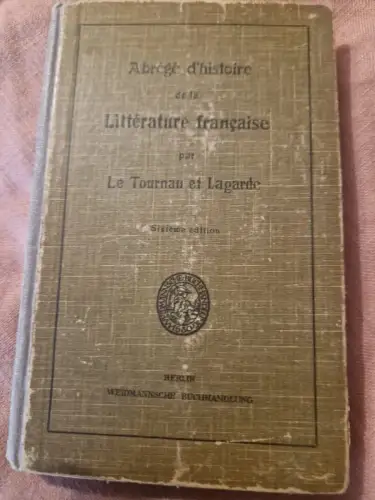 Abrégé d'histoire
de la
Littérature française
par
Le Tournau et Lagarde
Sixième édition
BERLIN
WEIDMANNSCHE BUCHHANDLUNG